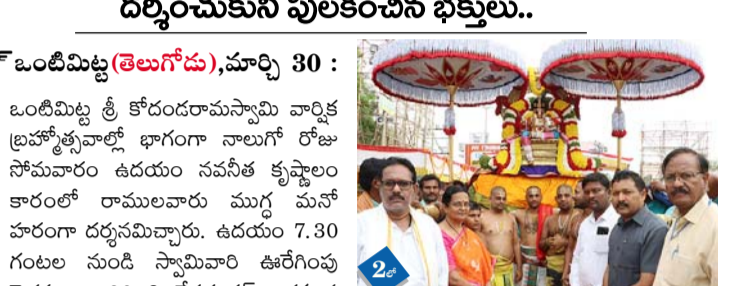 దర్శించుకుని పులకించిన భక్తులు..
ఒంటిమిట్ట(తెలుగోడు),మార్చి 30 :
ఒంటిమిట్ట శ్రీ కోదండరామస్వామి వార్షిక
బ్రహ్మోత్సవాల్లో భాగంగా నాలుగో రోజు
సోమవారం ఉదయం నవనీత కృష్ణాలం
కారంలో రాములవారు ముగ్ధ మనో
హరంగా దర్శనమిచ్చారు. ఉదయం 7.30
గంటల నుండి స్వామివారి ఊరేగింపు
2లో